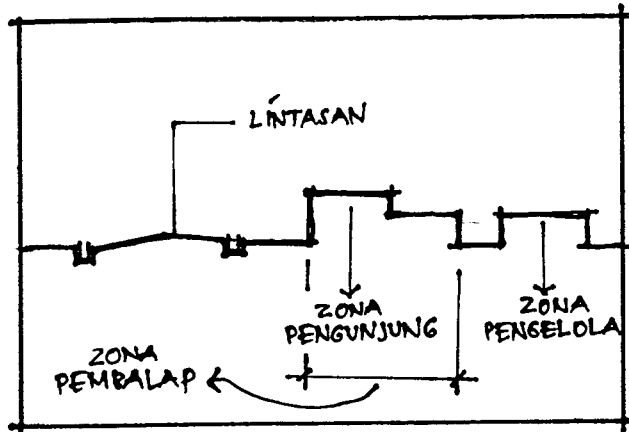 LINTASAN
ZONA
PENGUNJUNG
ZONA
PENGELOLA
ZONA
PEMBALAP